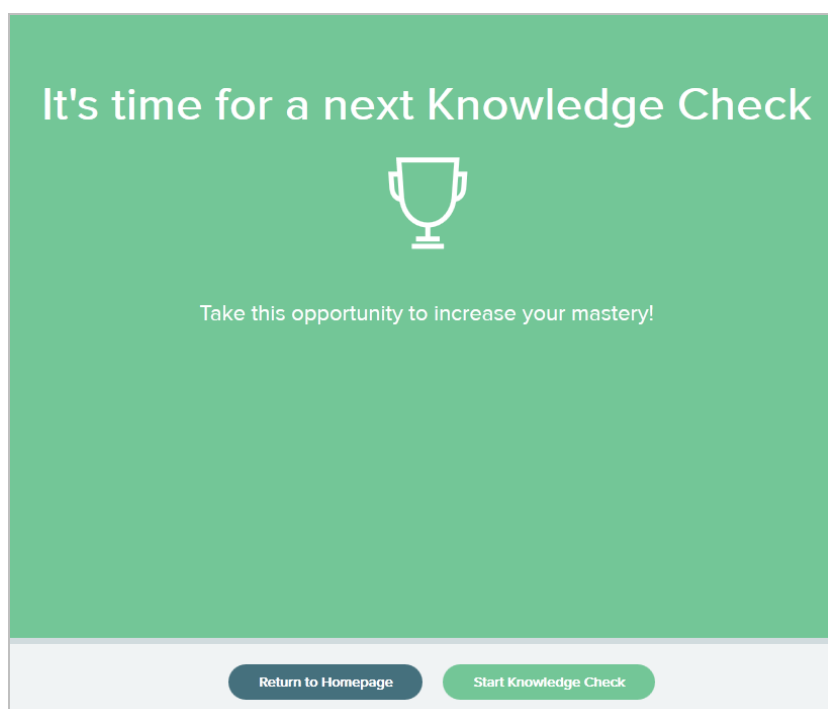 It's time for a next Knowledge Check
Take this opportunity to increase your mastery!
Return to Homepage
Start Knowledge Check